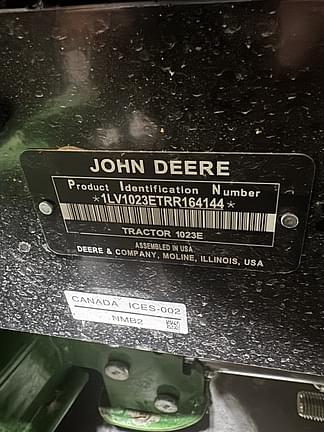 JOHN DEERE
Product Identification Number
*1LV1023ETRR164144*
TRACTOR 1023E
ASSEMBLED IN USA
DEERE & COMPANY, MOLINE, ILLINOIS, USA
CANADA ICES-002
NMB2